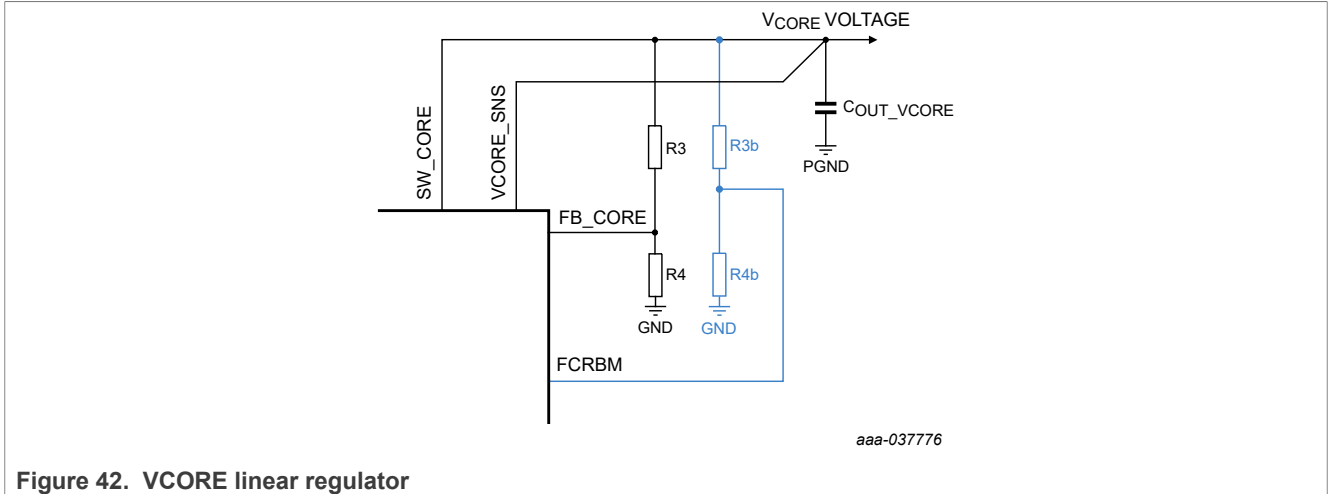 VCORE VOLTAGE
SW_CORE
VCORE_SNS
COUT_VCORE
R3
R3b
PGND
FB_CORE
R4
R4b
GND
GND
FCRBM
aaa-037776
Figure 42. VCORE linear regulator